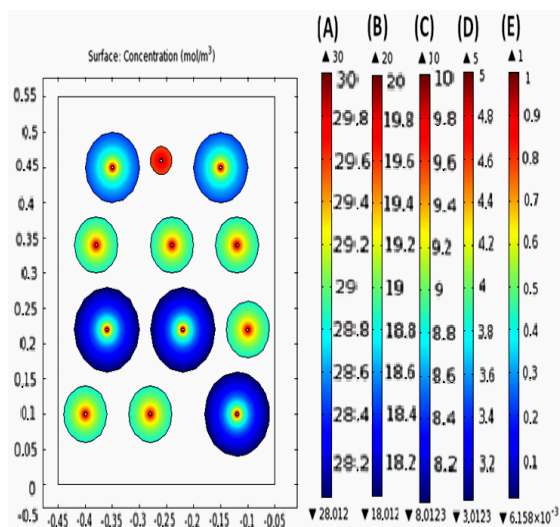 (A) (B) (C) (D) (E)
Surface: Concentration (mol/m³)
▲ 30 ▲ 20 ▲ 10 ▲ 5 ▲ 1
30 20 10 5 1
0.9
29.8 19.8 9.8 4.8
29.6 19.6 9.6 4.6 0.8
0.7
29.4 19.4 9.4 4.4
29.2 19.2 9.2 4.2 0.6
29 19 9 4 0.5
28.8 18.8 8.8 3.8 0.4
28.6 18.6 8.6 3.6 0.3
28.4 18.4 8.4 3.4 0.2
28.2 18.2 8.2 3.2 0.1
▼ 28.012 ▼ 18.012 ▼ 8.0123 ▼ 3.0123 ▼ 6.158×10⁻³
0.55
0.5
0.45
0.4
0.35
0.3
0.25
0.2
0.15
0.1
0.05
0
-0.5 -0.45 -0.4 -0.35 -0.3 -0.25 -0.2 -0.15 -0.1 -0.05